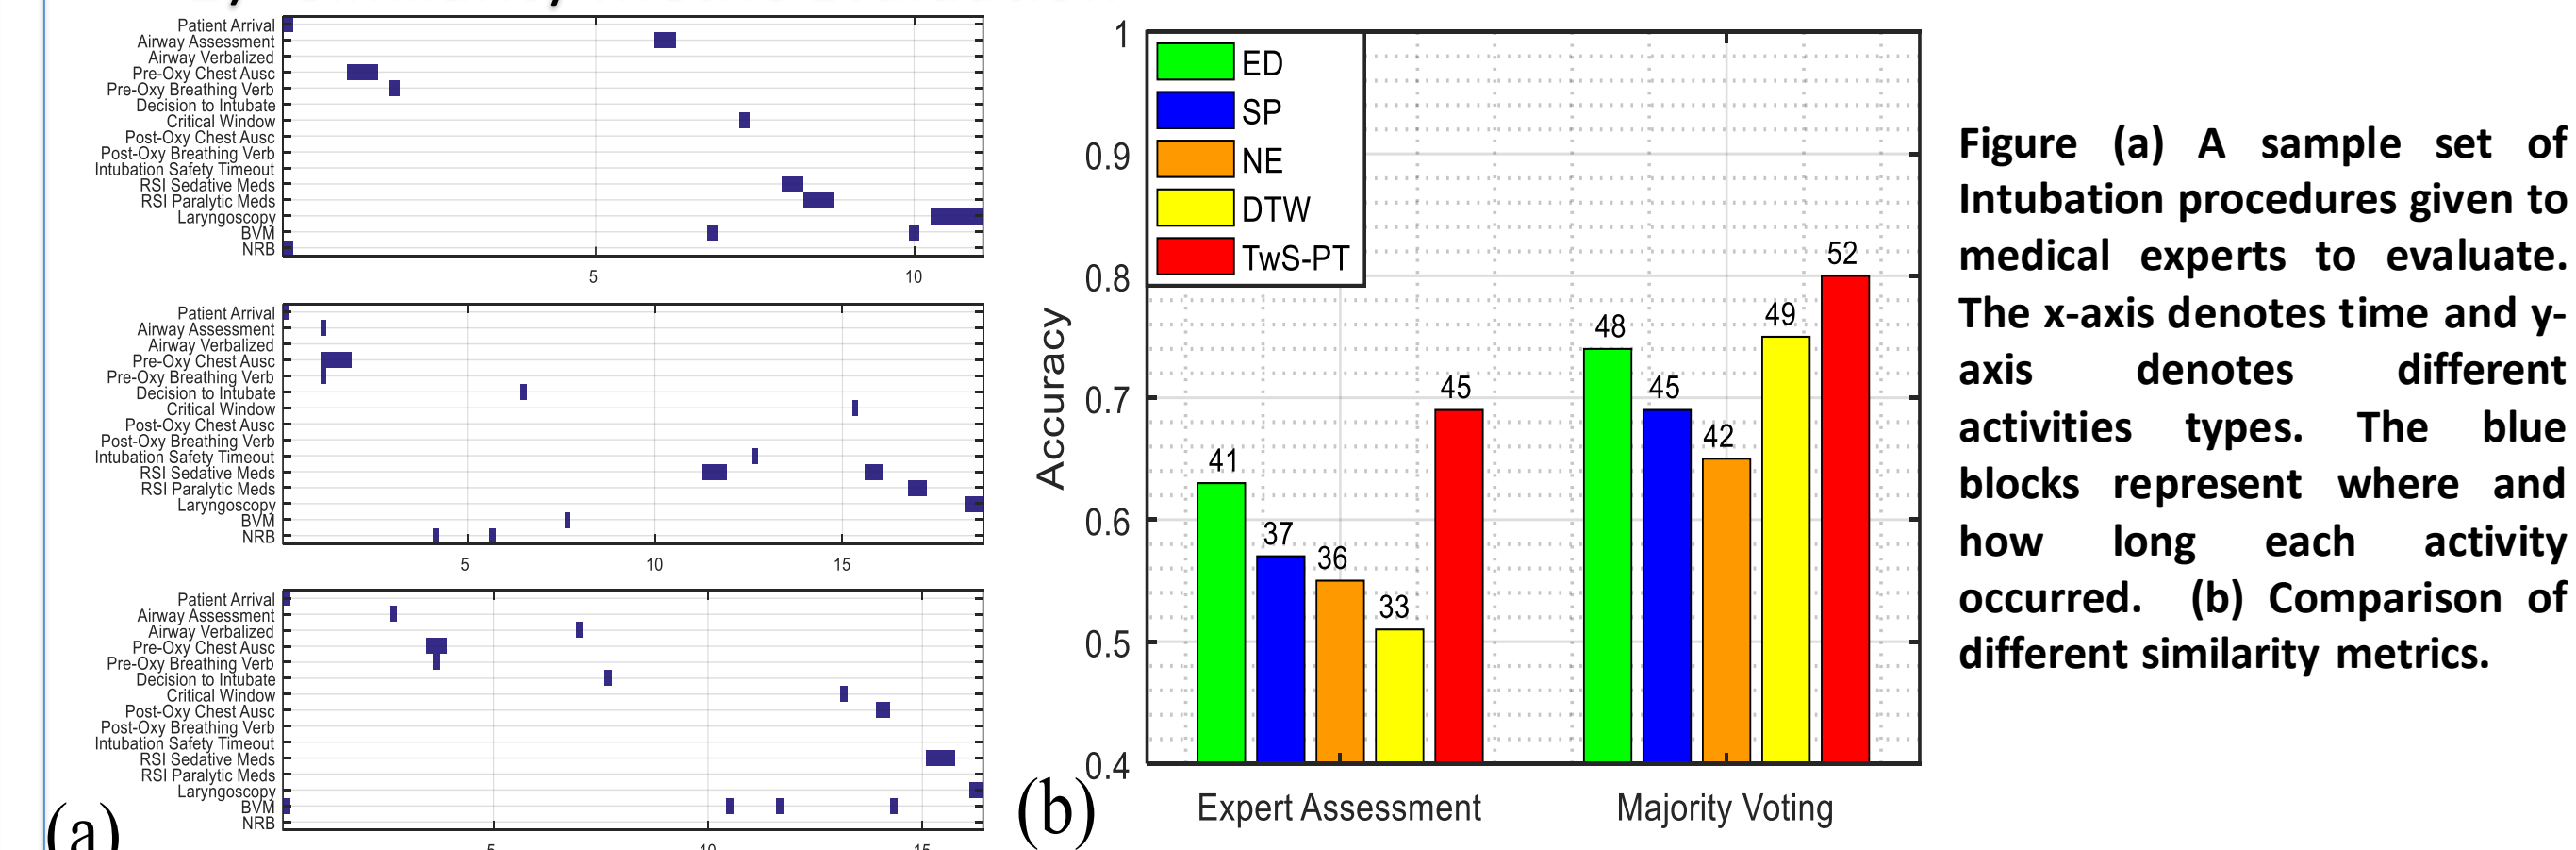 Patient Arrival
Airway Assessment
Airway Verbalized
Pre-Oxy Chest Ausc
Pre-Oxy Breathing Verb
Decision to Intubate
Critical Window
Post-Oxy Chest Ausc
Post-Oxy Breathing Verb
Intubation Safety Timeout
RSI Sedative Meds
RSI Paralytic Meds
Laryngoscopy
BVM
NRB
5 10
Patient Arrival
Airway Assessment
Airway Verbalized
Pre-Oxy Chest Ausc
Pre-Oxy Breathing Verb
Decision to Intubate
Critical Window
Post-Oxy Chest Ausc
Post-Oxy Breathing Verb
Intubation Safety Timeout
RSI Sedative Meds
RSI Paralytic Meds
Laryngoscopy
BVM
NRB
5 10 15
Patient Arrival
Airway Assessment
Airway Verbalized
Pre-Oxy Chest Ausc
Pre-Oxy Breathing Verb
Decision to Intubate
Critical Window
Post-Oxy Chest Ausc
Post-Oxy Breathing Verb
Intubation Safety Timeout
RSI Sedative Meds
RSI Paralytic Meds
Laryngoscopy
BVM
NRB
5 10 15
(a)
1
0.9
0.8
0.7
0.6
0.5
0.4
Accuracy
ED
SP
NE
DTW
TwS-PT
41
37
36
33
45
48
45
42
49
52
Expert Assessment
Majority Voting
(b)
Figure (a) A sample set of
Intubation procedures given to
medical experts to evaluate.
The x-axis denotes time and y-
axis denotes different
activities types. The blue
blocks represent where and
how long each activity
occurred. (b) Comparison of
different similarity metrics.